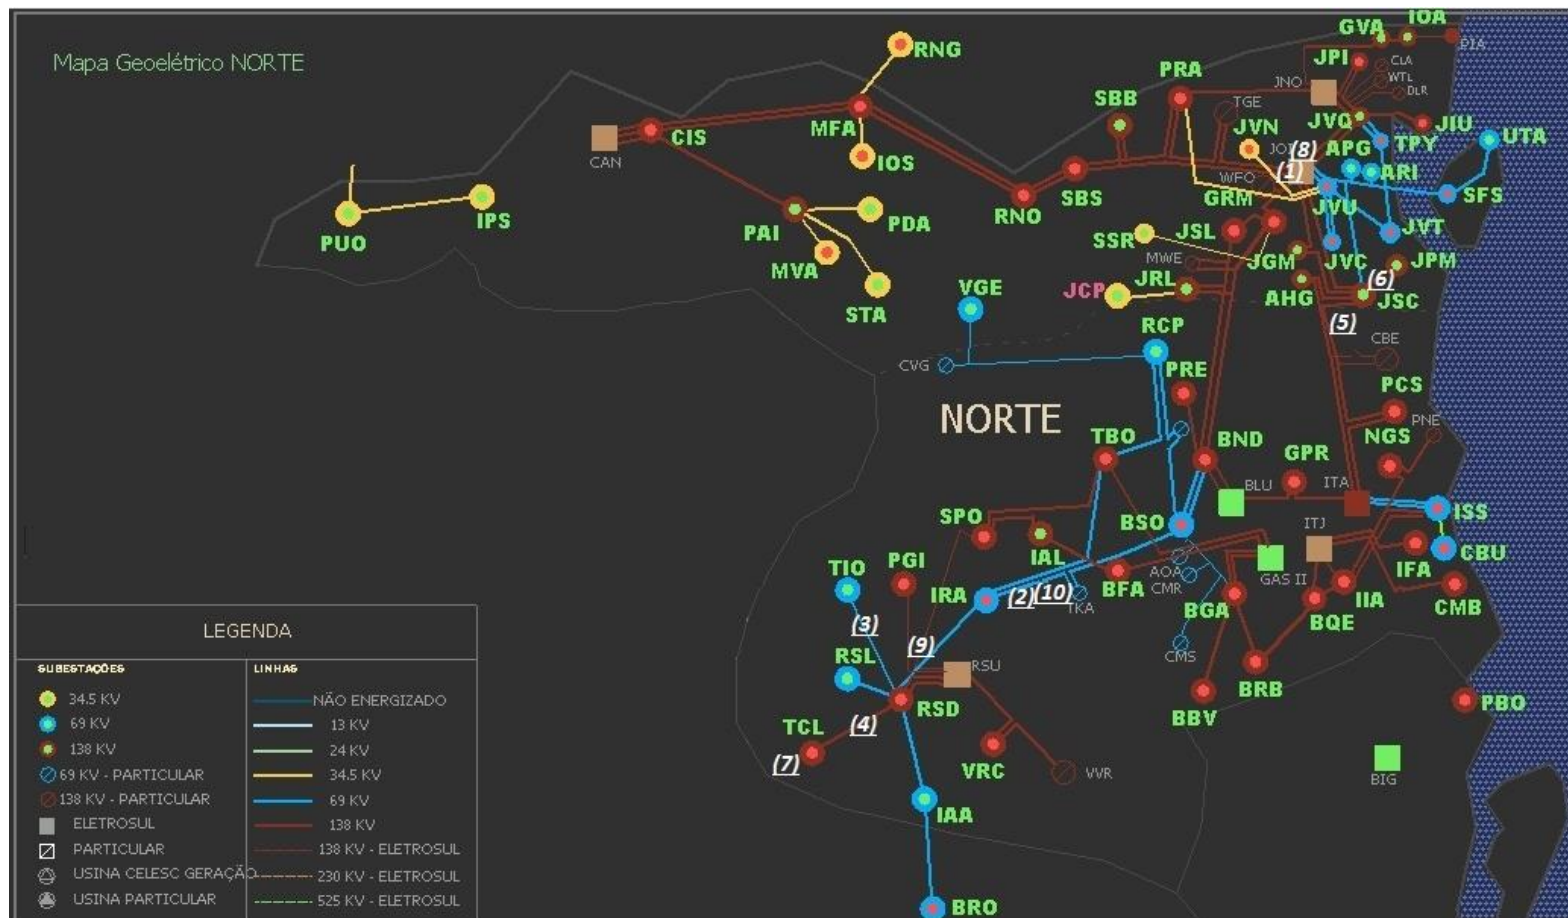 Mapa Geoelétrico NORTE
RNG
GVA
IOA
PIA
JPI
CLA
WTL
DLR
PRA
JNO
SBB
TGE
MFA
CIS
CAN
JVN
JVQ
JIU
(8)
APG
TPY
UTA
IOS
(1)
ARI
WFO
IPS
PUO
PAI
PDA
RNO
SBS
GRM
JVU
SFS
MVA
SSR
JSL
JVT
STA
MWE
JGM
JVC
JPM
JCP
JRL
AHG
(6)
JSC
VGE
(5)
RCP
CBE
CVG
PRE
PCS
NORTE
PNE
TBO
BND
GPR
NGS
BLU
ITA
SPO
BSO
ISS
ITJ
IAL
TIO
PGI
AOA
GAS II
IFA
CBU
IRA
(2)
(10)
TKA
BFA
CMR
BGA
BQE
IIA
CMB
(3)
(9)
RSL
RSU
CMS
BRB
RSD
BBV
PBO
TCL
(4)
(7)
VRC
VVR
BIG
IAA
BRO
LEGENDA
SUBESTAÇÕES
34.5 KV
69 KV
138 KV
69 KV - PARTICULAR
138 KV - PARTICULAR
ELETROSUL
PARTICULAR
USINA CELESC GERAÇÃO
USINA PARTICULAR
LINHAS
NÃO ENERGIZADO
13 KV
24 KV
34.5 KV
69 KV
138 KV
138 KV - ELETROSUL
230 KV - ELETROSUL
525 KV - ELETROSUL